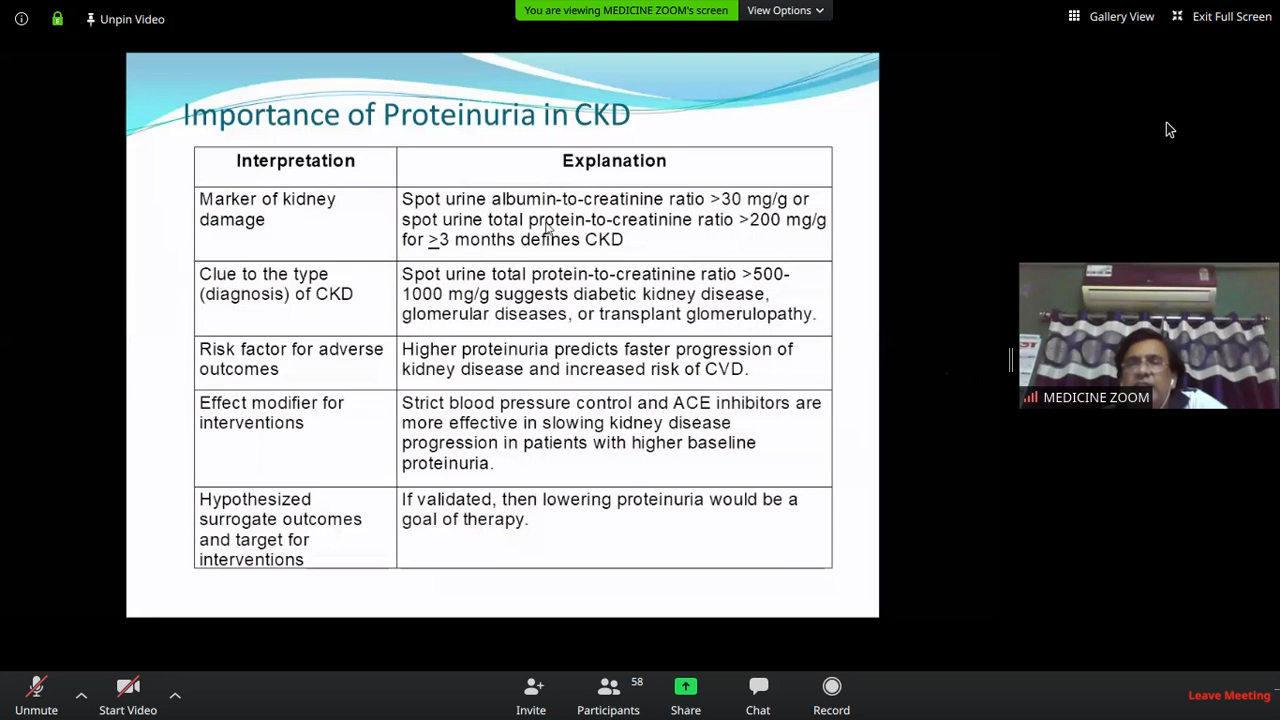 Unpin Video
You are viewing MEDICINE ZOOM's screen
View Options
Gallery View
Exit Full Screen
Importance of Proteinuria in CKD
Interpretation
Explanation
Marker of kidney
damage
Spot urine albumin-to-creatinine ratio >30 mg/g or
spot urine total protein-to-creatinine ratio >200 mg/g
for ≥3 months defines CKD
Clue to the type
(diagnosis) of CKD
Spot urine total protein-to-creatinine ratio >500-
1000 mg/g suggests diabetic kidney disease,
glomerular diseases, or transplant glomerulopathy.
Risk factor for adverse
outcomes
Higher proteinuria predicts faster progression of
kidney disease and increased risk of CVD.
Effect modifier for
interventions
Strict blood pressure control and ACE inhibitors are
more effective in slowing kidney disease
progression in patients with higher baseline
proteinuria.
Hypothesized
surrogate outcomes
and target for
interventions
If validated, then lowering proteinuria would be a
goal of therapy.
MEDICINE ZOOM
Unmute
Start Video
Invite
58
Participants
Share
Chat
Record
Leave Meeting